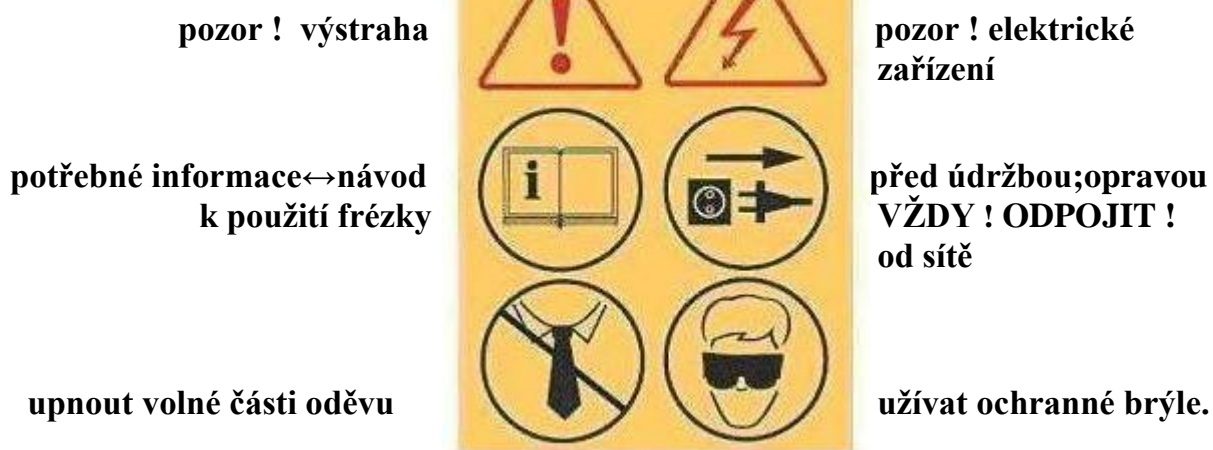 pozor ! výstraha
pozor ! elektrické
zařízení
potřebné informace↔návod
k použití frézky
i
před údržbou;opravou
VŽDY ! ODPOJIT !
od sítě
upnout volné části oděvu
užívat ochranné brýle.